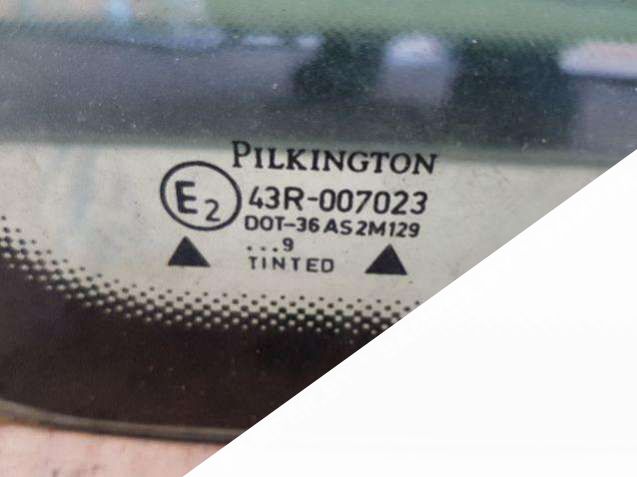 PILKINGTON
E2 43R-007023
DOT-36 AS2M129
...9
TINTED